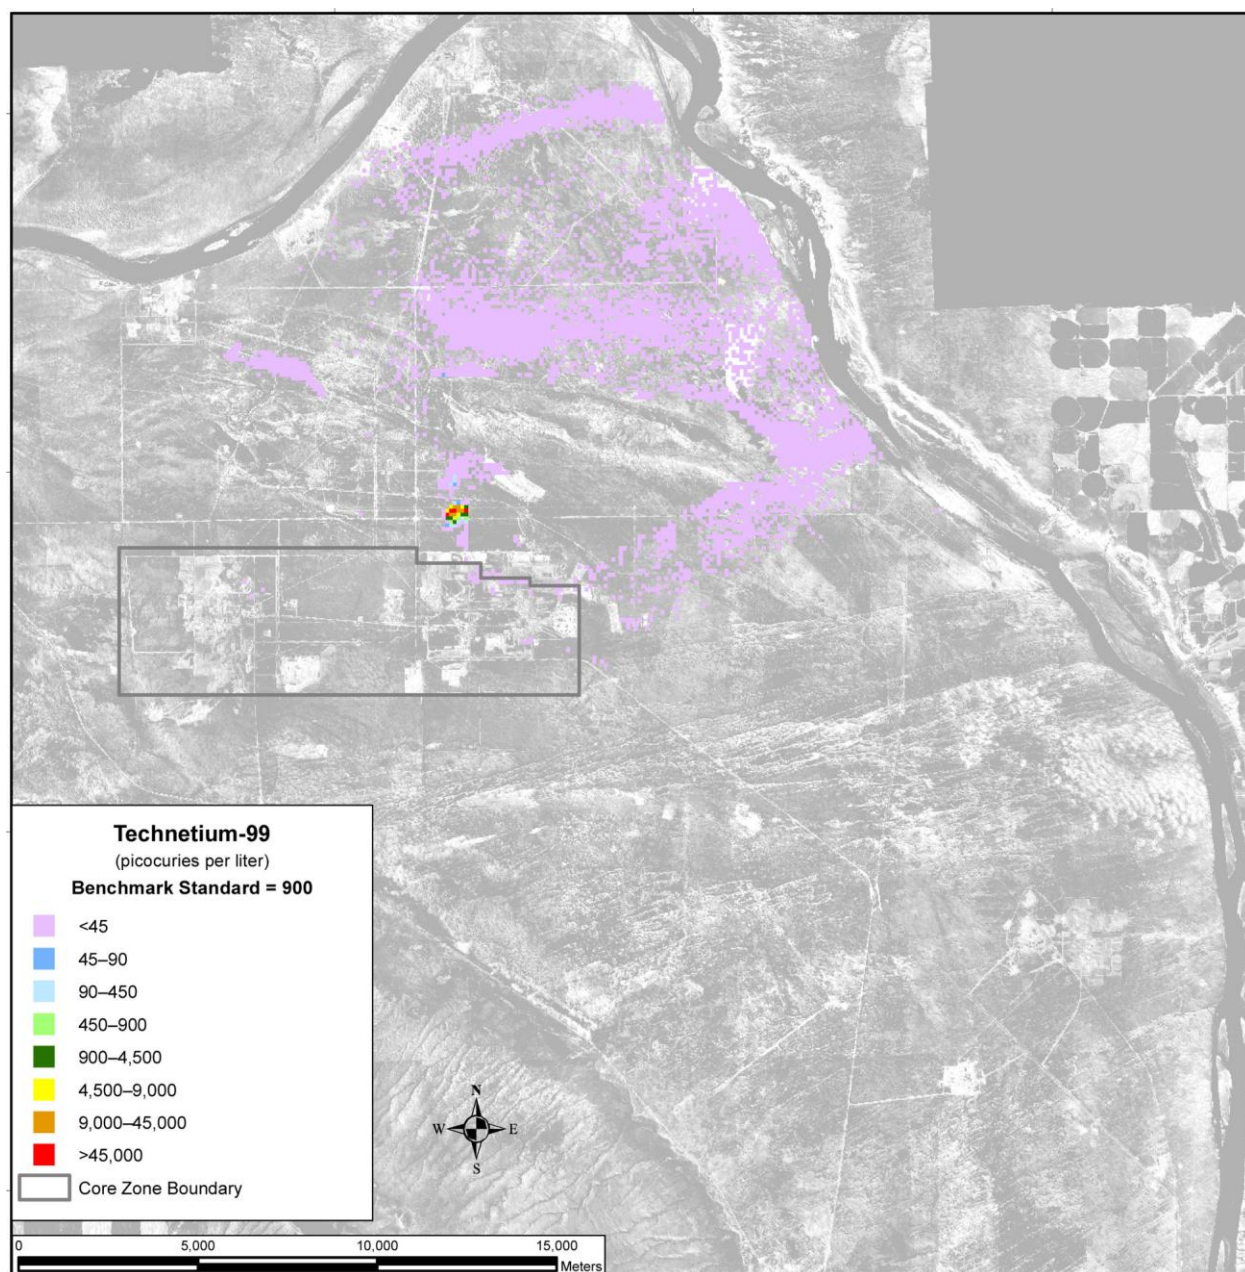 N
W E
S
Technetium-99
(picocuries per liter)
Benchmark Standard = 900
<45
45–90
90–450
450–900
900–4,500
4,500–9,000
9,000–45,000
>45,000
Core Zone Boundary
0 5,000 10,000 15,000
Meters